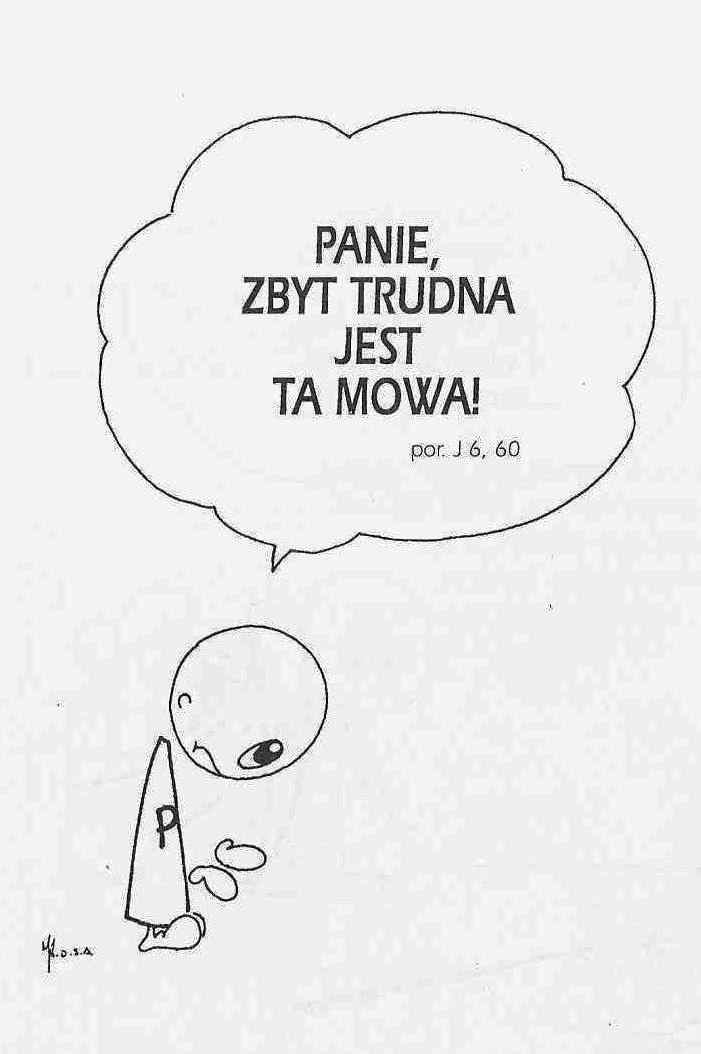 PANIE,
ZBYT TRUDNA
JEST
TA MOWA!
por. J 6, 60
P